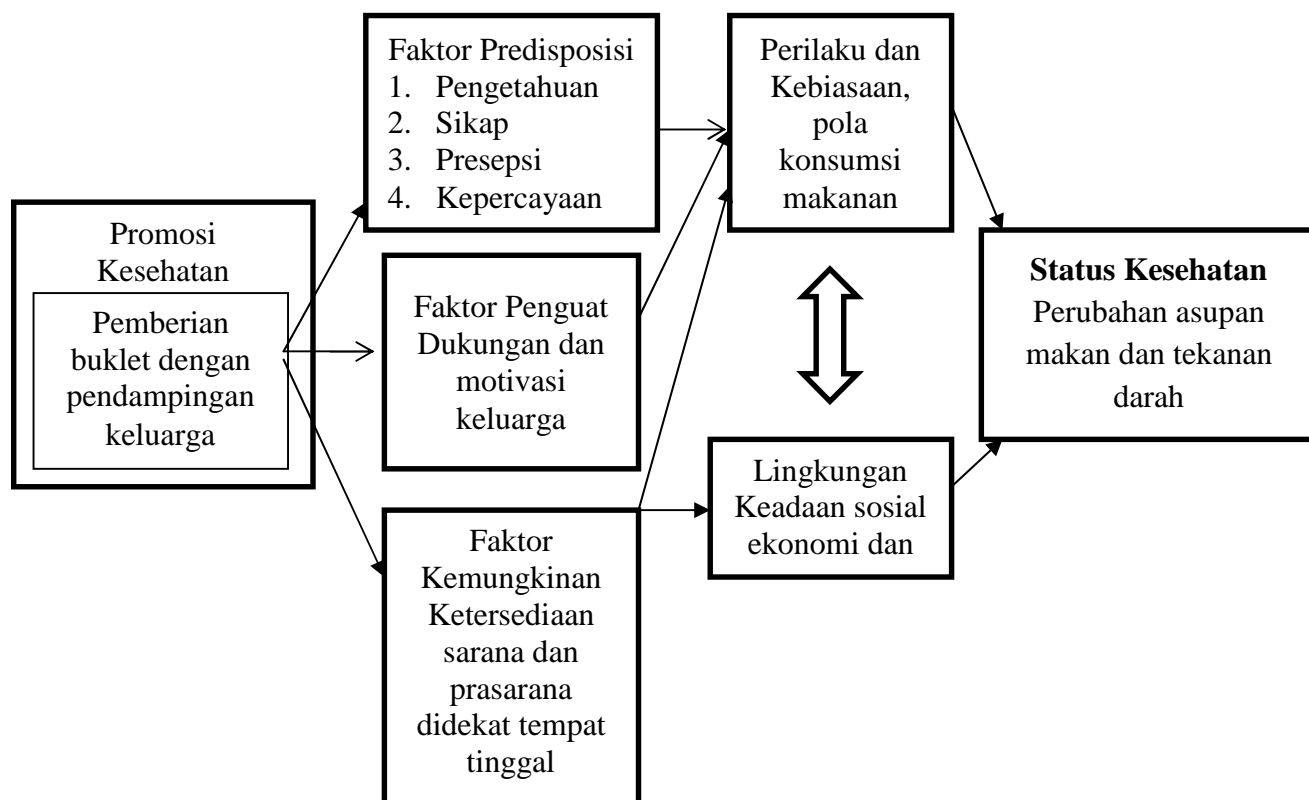 Promosi
Kesehatan
Pemberian
buklet dengan
pendampingan
keluarga
Faktor Predisposisi
1. Pengetahuan
2. Sikap
3. Presepsi
4. Kepercayaan
Faktor Penguat
Dukungan dan
motivasi
keluarga
Faktor
Kemungkinan
Ketersediaan
sarana dan
prasarana
didekat tempat
tinggal
Perilaku dan
Kebiasaan,
pola
konsumsi
makanan
Lingkungan
Keadaan sosial
ekonomi dan
Status Kesehatan
Perubahan asupan
makan dan tekanan
darah